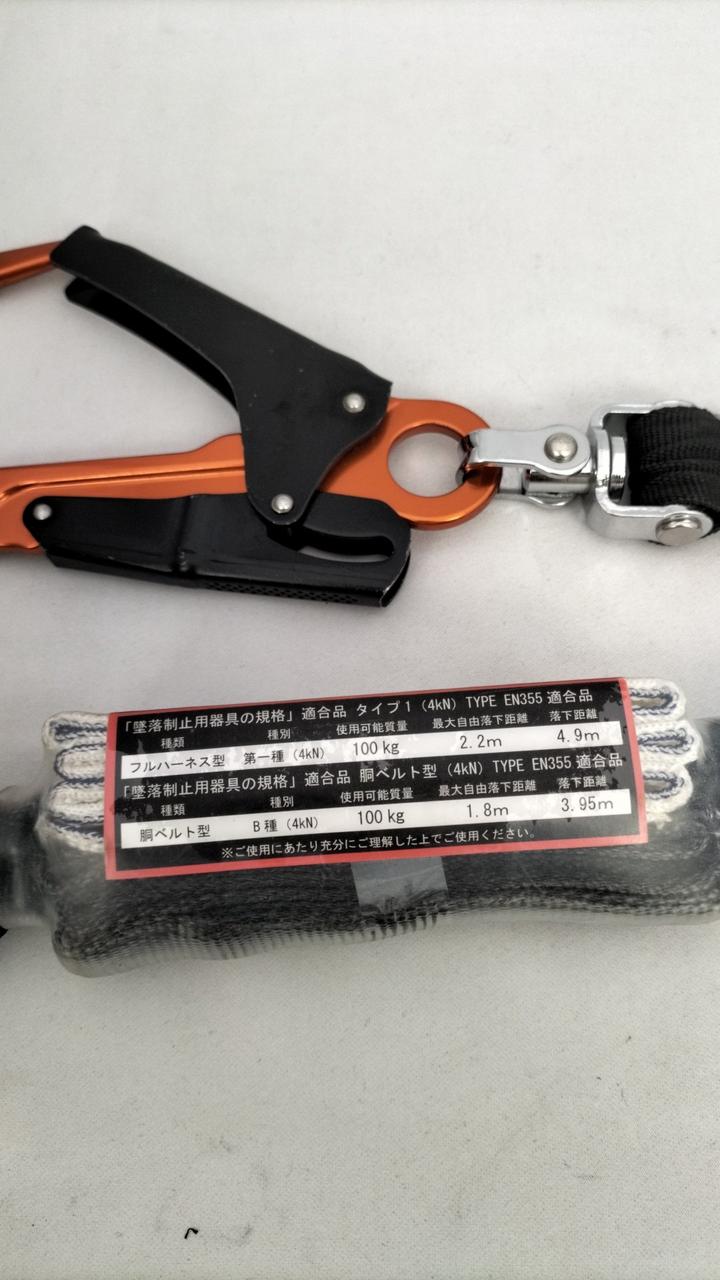 「墜落制止用器具の規格」適合品 タイプ1（4kN）TYPE EN355 適合品
種類 種別 使用可能質量 最大自由落下距離 落下距離
フルハーネス型 第一種（4kN） 100 kg 2.2m 4.9m
「墜落制止用器具の規格」適合品 胴ベルト型（4kN）TYPE EN355 適合品
種類 種別 使用可能質量 最大自由落下距離 落下距離
胴ベルト型 B種（4kN） 100 kg 1.8m 3.95m
※ご使用にあたり充分にご理解した上でご使用ください。